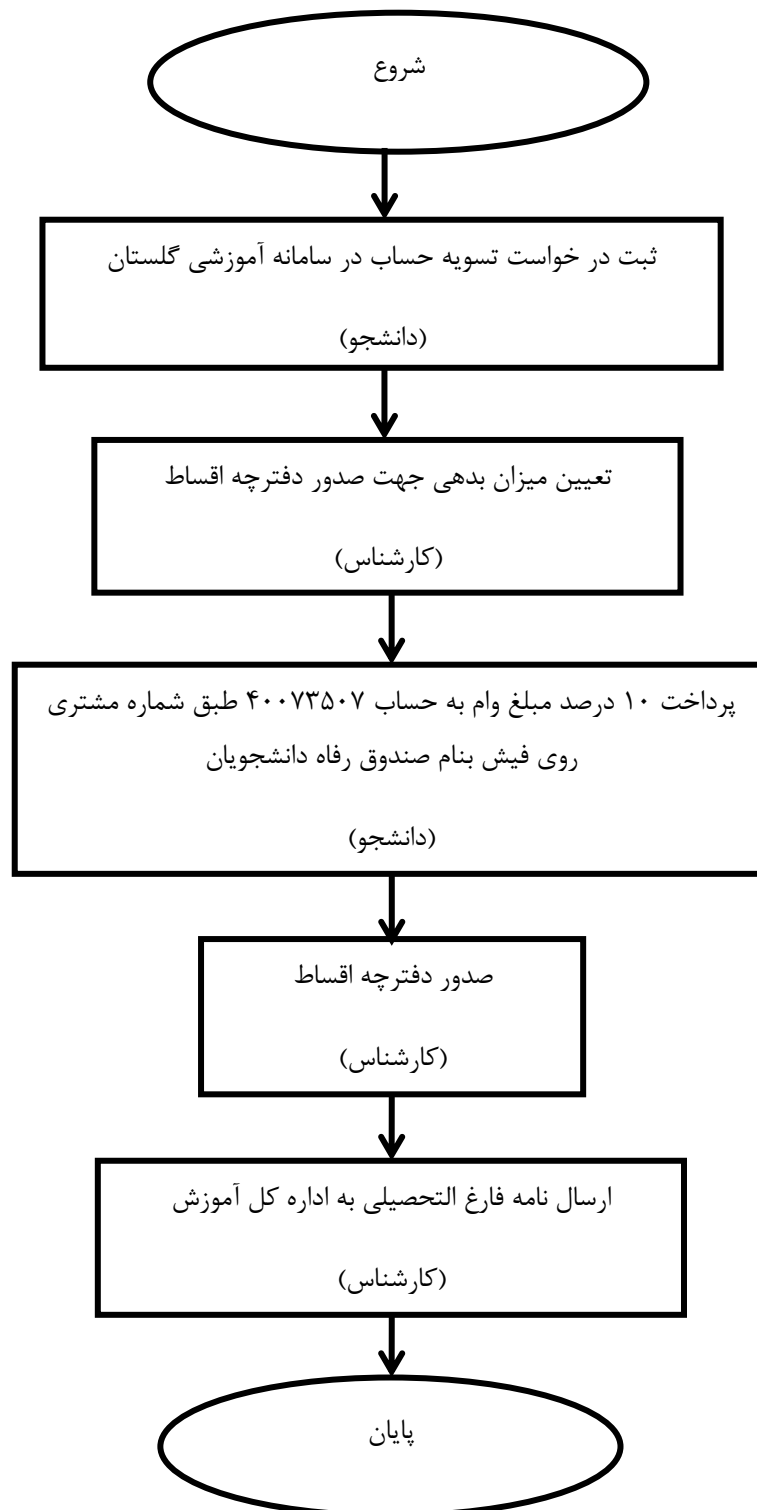 شروع
ثبت در خواست تسویه حساب در سامانه آموزشی گلستان
(دانشجو)
تعیین میزان بدهی جهت صدور دفترچه اقساط
(کارشناس)
پرداخت ۱۰ درصد مبلغ وام به حساب ۴۰۰۷۳۵۰۷ طبق شماره مشتری
روی فیش بنام صندوق رفاه دانشجویان
(دانشجو)
صدور دفترچه اقساط
(کارشناس)
ارسال نامه فارغ التحصیلی به اداره کل آموزش
(کارشناس)
پایان